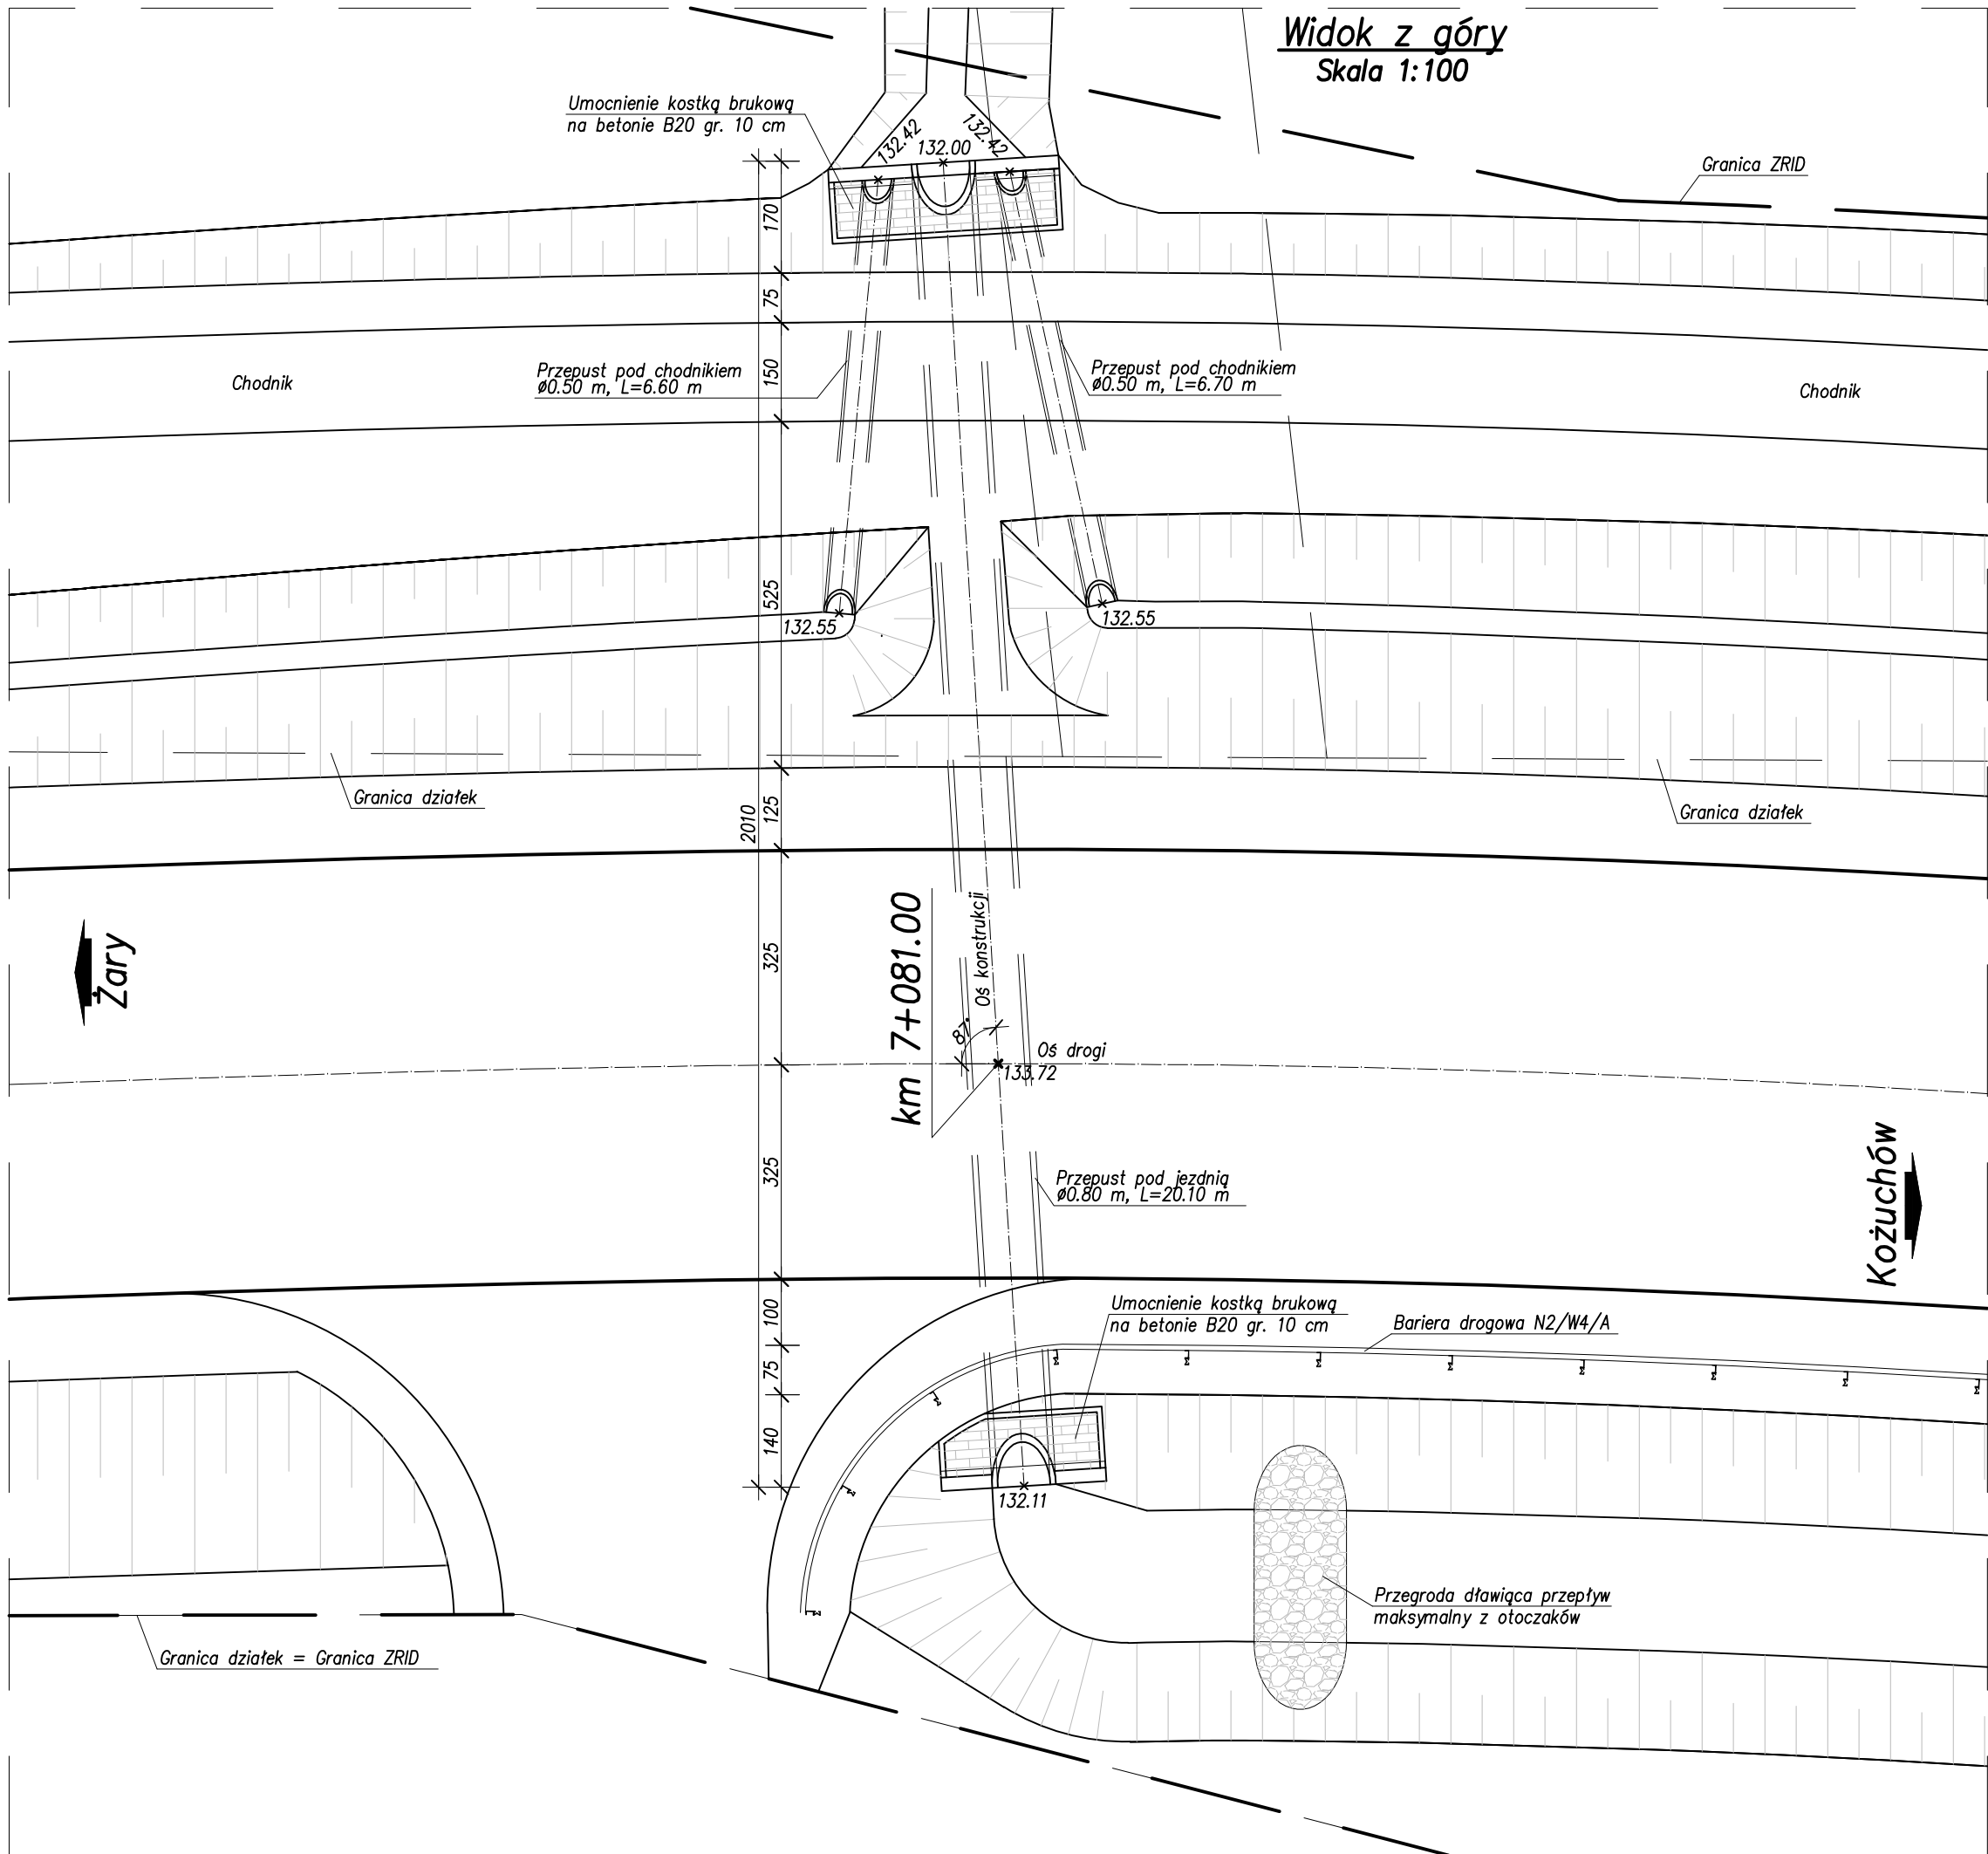 Widok z góry
Skala 1:100
Umocnienie kostką brukową
na betonie B20 gr. 10 cm
132.42
132.00
132.42
Granica ZRID
170
75
150
525
125
325
325
100
75
140
2010
Chodnik
Przepust pod chodnikiem
ø0.50 m, L=6.60 m
Przepust pod chodnikiem
ø0.50 m, L=6.70 m
Chodnik
132.55
132.55
Granica działek
Granica działek
Żary
km 7+081.00
Oś konstrukcji
87°
Oś drogi
133.72
Kożuchów
Przepust pod jezdnią
ø0.80 m, L=20.10 m
Umocnienie kostką brukową
na betonie B20 gr. 10 cm
Bariera drogowa N2/W4/A
132.11
Przegroda dławiąca przepływ
maksymalny z otoczaków
Granica działek = Granica ZRID